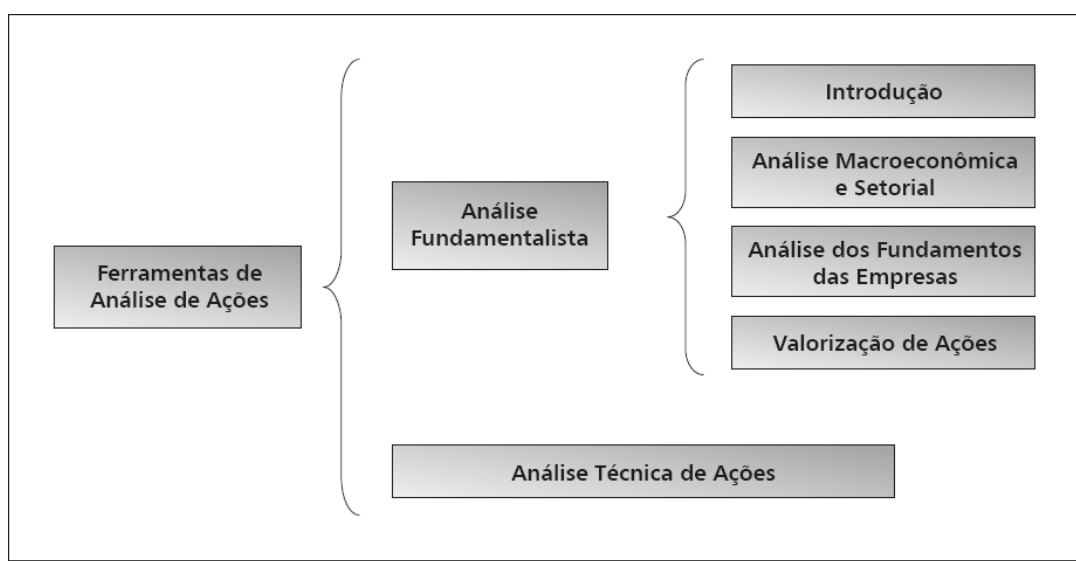 Ferramentas de
Análise de Ações
Análise
Fundamentalista
Introdução
Análise Macroeconômica
e Setorial
Análise dos Fundamentos
das Empresas
Valorização de Ações
Análise Técnica de Ações